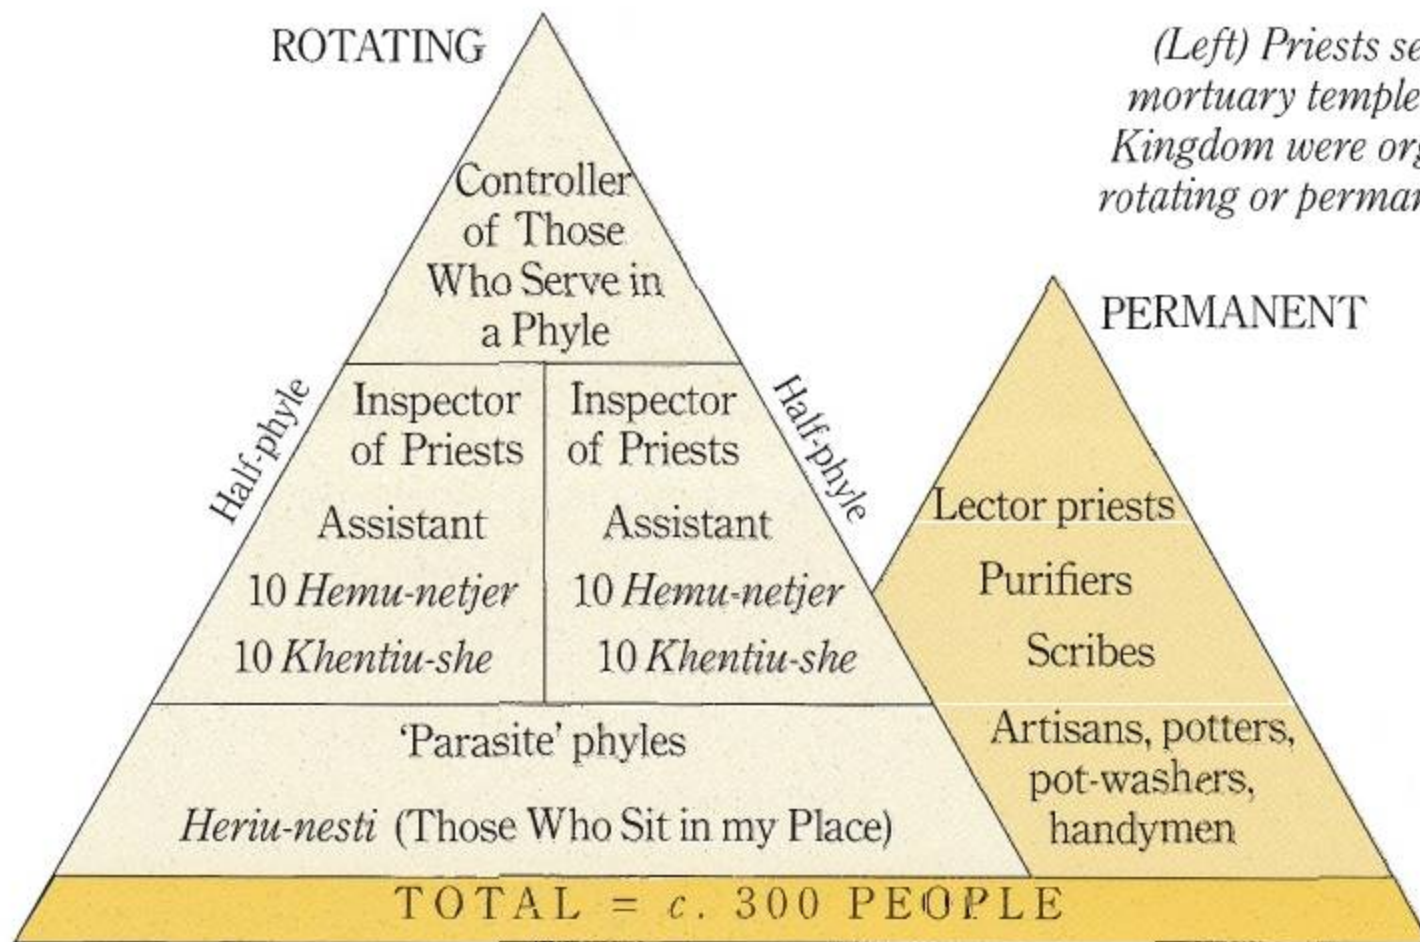 ROTATING
(Left) Priests se
mortuary temple
Kingdom were org
rotating or perman
Controller
of Those
Who Serve in
a Phyle
PERMANENT
Half-phyle
Half-phyle
Inspector
of Priests
Assistant
10 Hemu-netjer
10 Khentiu-she
Inspector
of Priests
Assistant
10 Hemu-netjer
10 Khentiu-she
Lector priests
Purifiers
Scribes
'Parasite' phyles
Heriu-nesti (Those Who Sit in my Place)
Artisans, potters,
pot-washers,
handymen
TOTAL = c. 300 PEOPLE